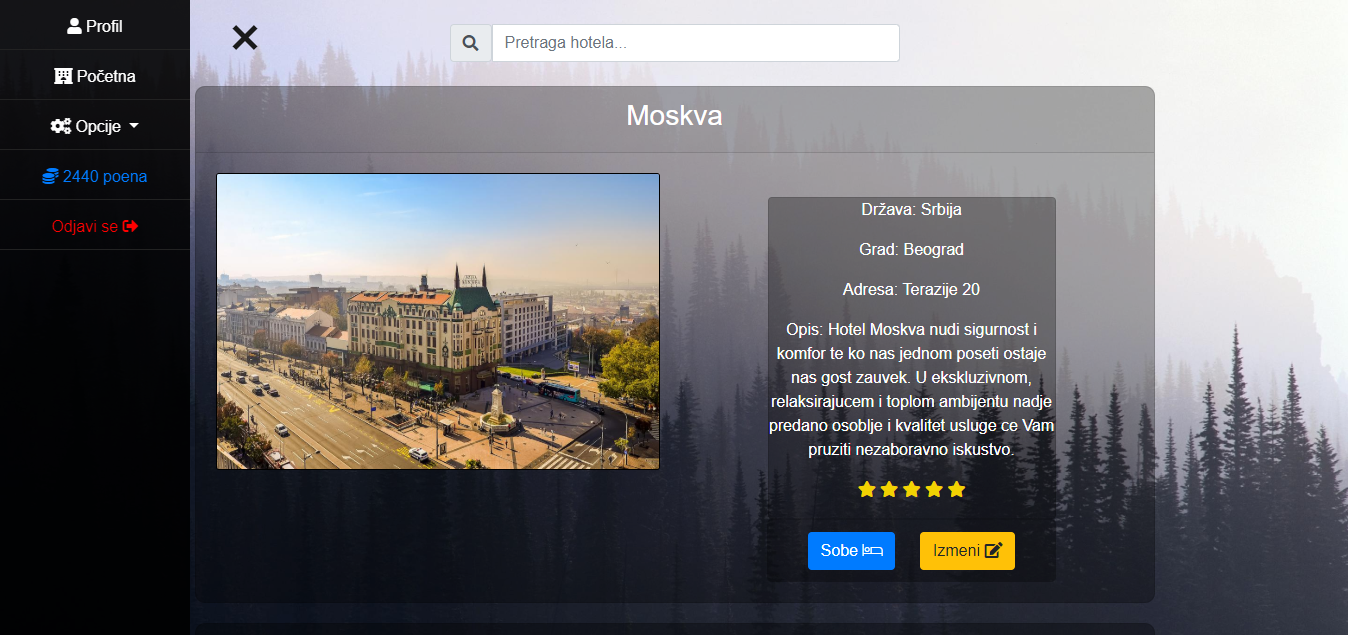 Profil
Početna
Opcije
2440 poena
Odjavi se
Pretraga hotela...
Moskva
Država: Srbija
Grad: Beograd
Adresa: Terazije 20
Opis: Hotel Moskva nudi sigurnost i
komfor te ko nas jednom poseti ostaje
nas gost zauvek. U ekskluzivnom,
relaksirajucem i toplom ambijentu nadje
predano osoblje i kvalitet usluge ce Vam
pruziti nezaboravno iskustvo.
Sobe
Izmeni